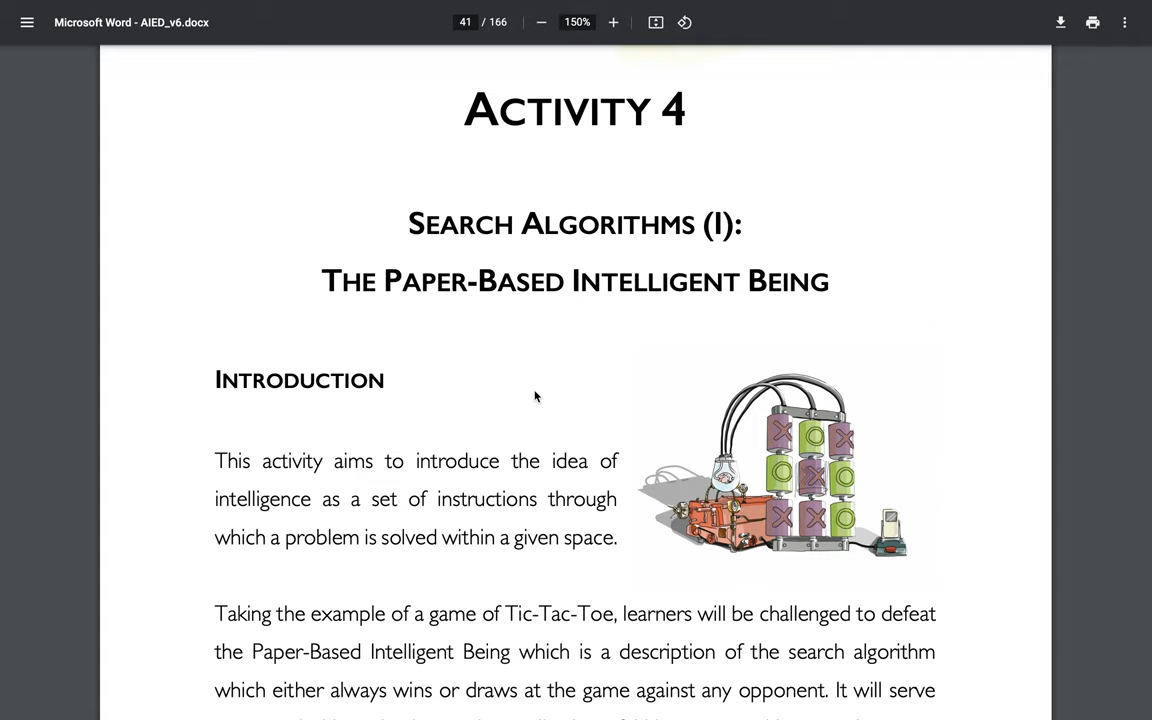 Microsoft Word - AIED_v6.docx
41 / 166
150%
ACTIVITY 4
SEARCH ALGORITHMS (I):
THE PAPER-BASED INTELLIGENT BEING
INTRODUCTION
This activity aims to introduce the idea of
intelligence as a set of instructions through
which a problem is solved within a given space.
Taking the example of a game of Tic-Tac-Toe, learners will be challenged to defeat
the Paper-Based Intelligent Being which is a description of the search algorithm
which either always wins or draws at the game against any opponent. It will serve